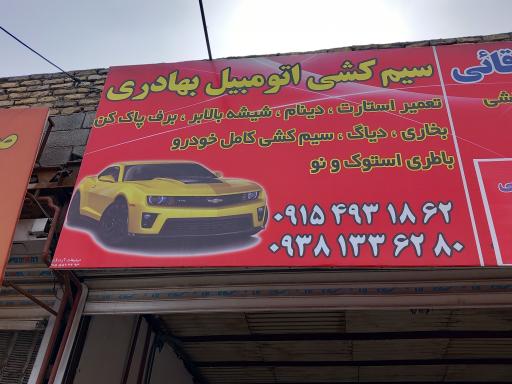 سیم کشی اتومبیل بهادری
تعمیر استارت ، دینام ، شیشه بالابر ، برف پاک کن
بخاری ، دیاگ ، سیم کشی کامل خودرو
باطری استوک و نو
۰۹۱۵ ۴۹۳ ۱۸ ۶۲
۰۹۳۸ ۱۳۳ ۶۲ ۸۰